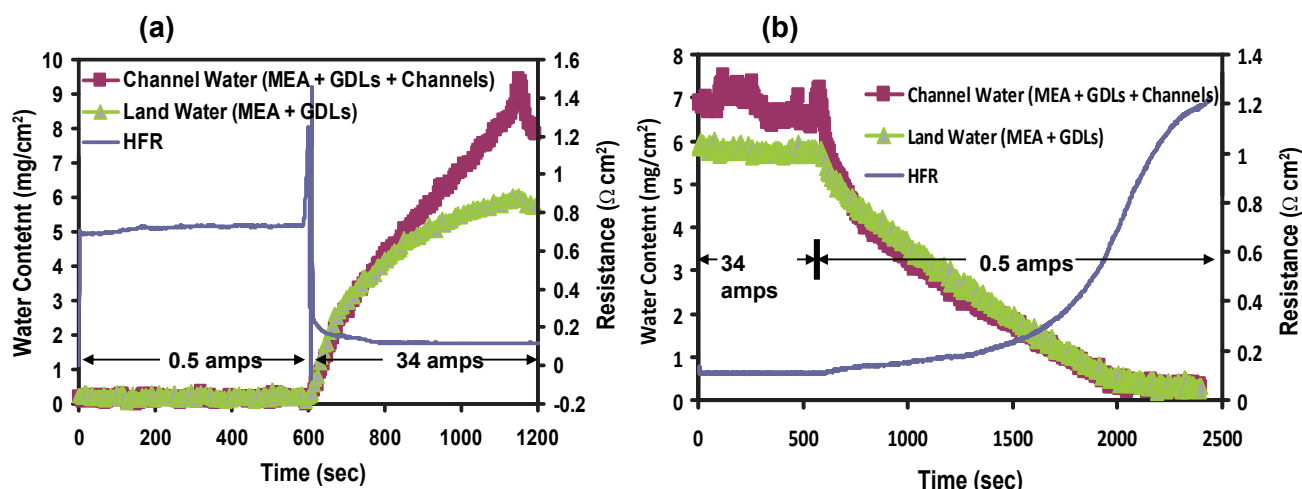 (a)
10
9
8
7
6
5
4
3
2
1
0
Water Contetnt (mg/cm²)
Channel Water (MEA + GDLs + Channels)
Land Water (MEA + GDLs)
HFR
0.5 amps
34 amps
1.6
1.4
1.2
1
0.8
0.6
0.4
0.2
0
-0.2
Resistance (Ω cm²)
0 200 400 600 800 1000 1200
Time (sec)
(b)
8
7
6
5
4
3
2
1
0
Water Contetnt (mg/cm²)
Channel Water (MEA + GDLs + Channels)
Land Water (MEA + GDLs)
HFR
34
amps
0.5 amps
1.4
1.2
1
0.8
0.6
0.4
0.2
0
Resistance (Ω cm²)
0 500 1000 1500 2000 2500
Time (sec)